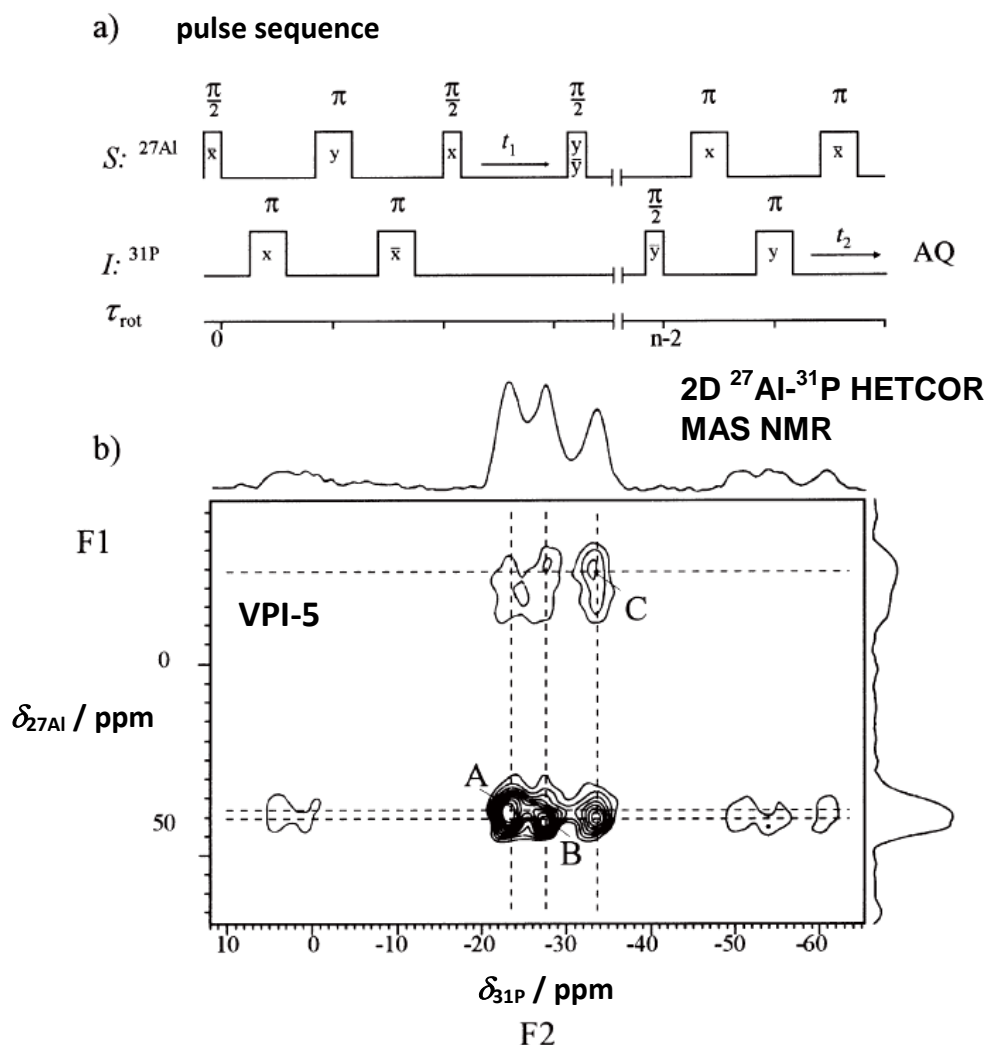 a) pulse sequence
π/2 π π/2 π/2 π π
S: ²⁷Al x̄ y x t₁ y ȳ x x̄
π π π/2 π
I: ³¹P x x̄ ȳ y t₂ AQ
τrot
0 n-2
2D ²⁷Al-³¹P HETCOR
MAS NMR
b)
F1
VPI-5
C
0
δ27Al / ppm
A
50
B
10 0 -10 -20 -30 -40 -50 -60
δ31P / ppm
F2